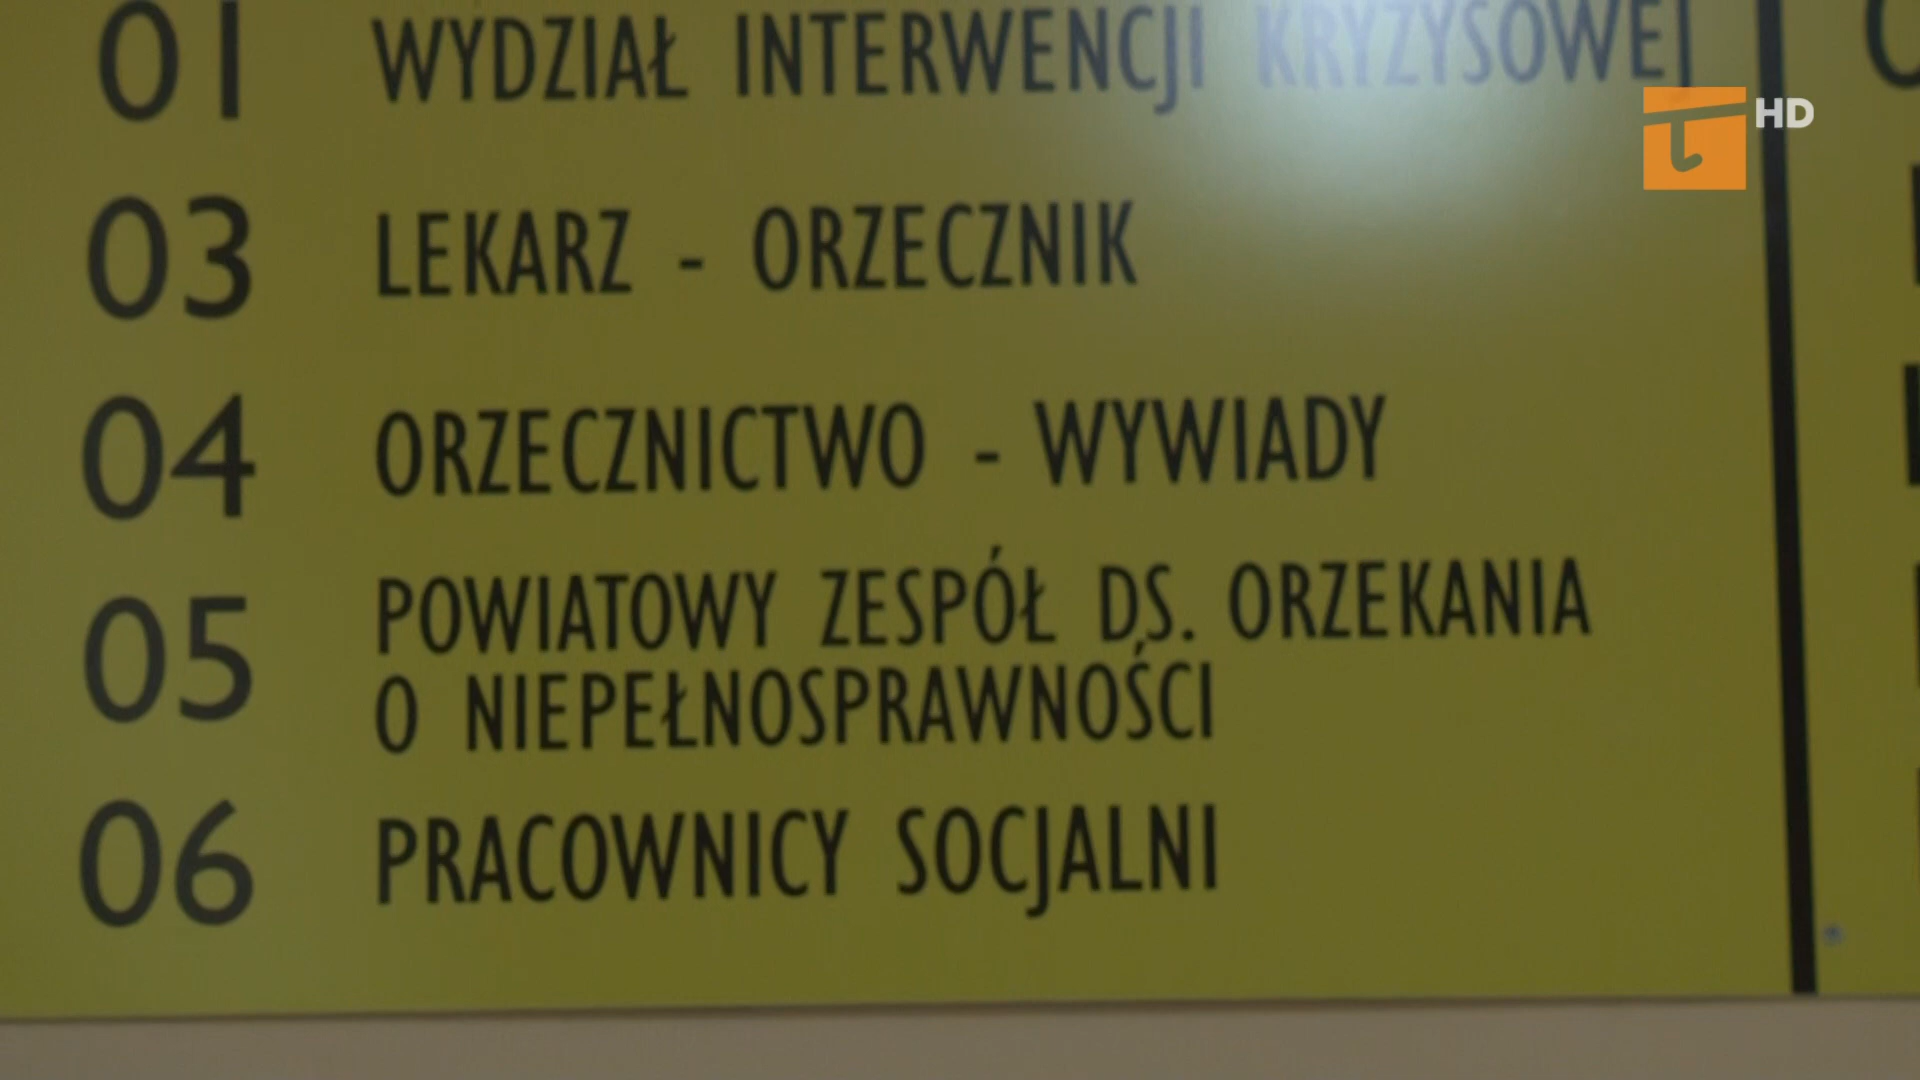 01 WYDZIAŁ INTERWENCJI KRYZYSOWEJ
HD
03 LEKARZ - ORZECZNIK
04 ORZECZNICTWO - WYWIADY
05 POWIATOWY ZESPÓŁ DS. ORZEKANIA
O NIEPEŁNOSPRAWNOŚCI
06 PRACOWNICY SOCJALNI